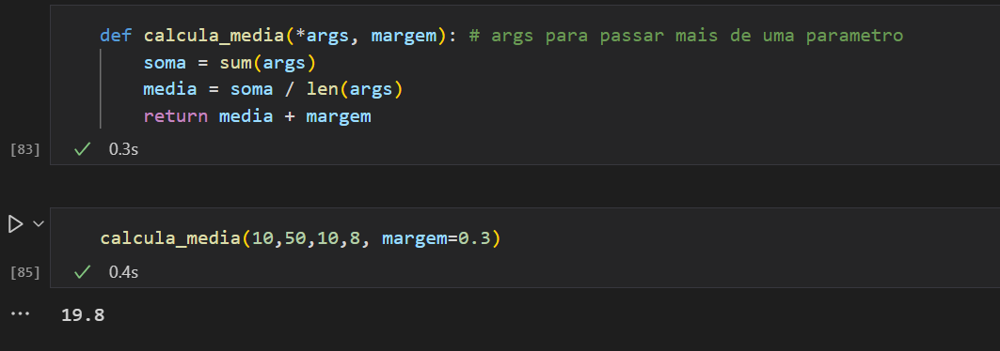 def calcula_media(*args, margem): # args para passar mais de uma parametro
    soma = sum(args)
    media = soma / len(args)
    return media + margem
[83] 0.3s
calcula_media(10,50,10,8, margem=0.3)
[85] 0.4s
... 19.8